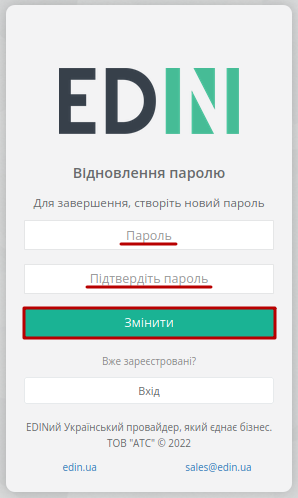 EDIN
Відновлення паролю
Для завершення, створіть новий пароль
Пароль
Підтвердіть пароль
Змінити
Вже зареєстровані?
Вхід
EDINий Український провайдер, який єднає бізнес.
ТОВ "АТС" © 2022
edin.ua sales@edin.ua